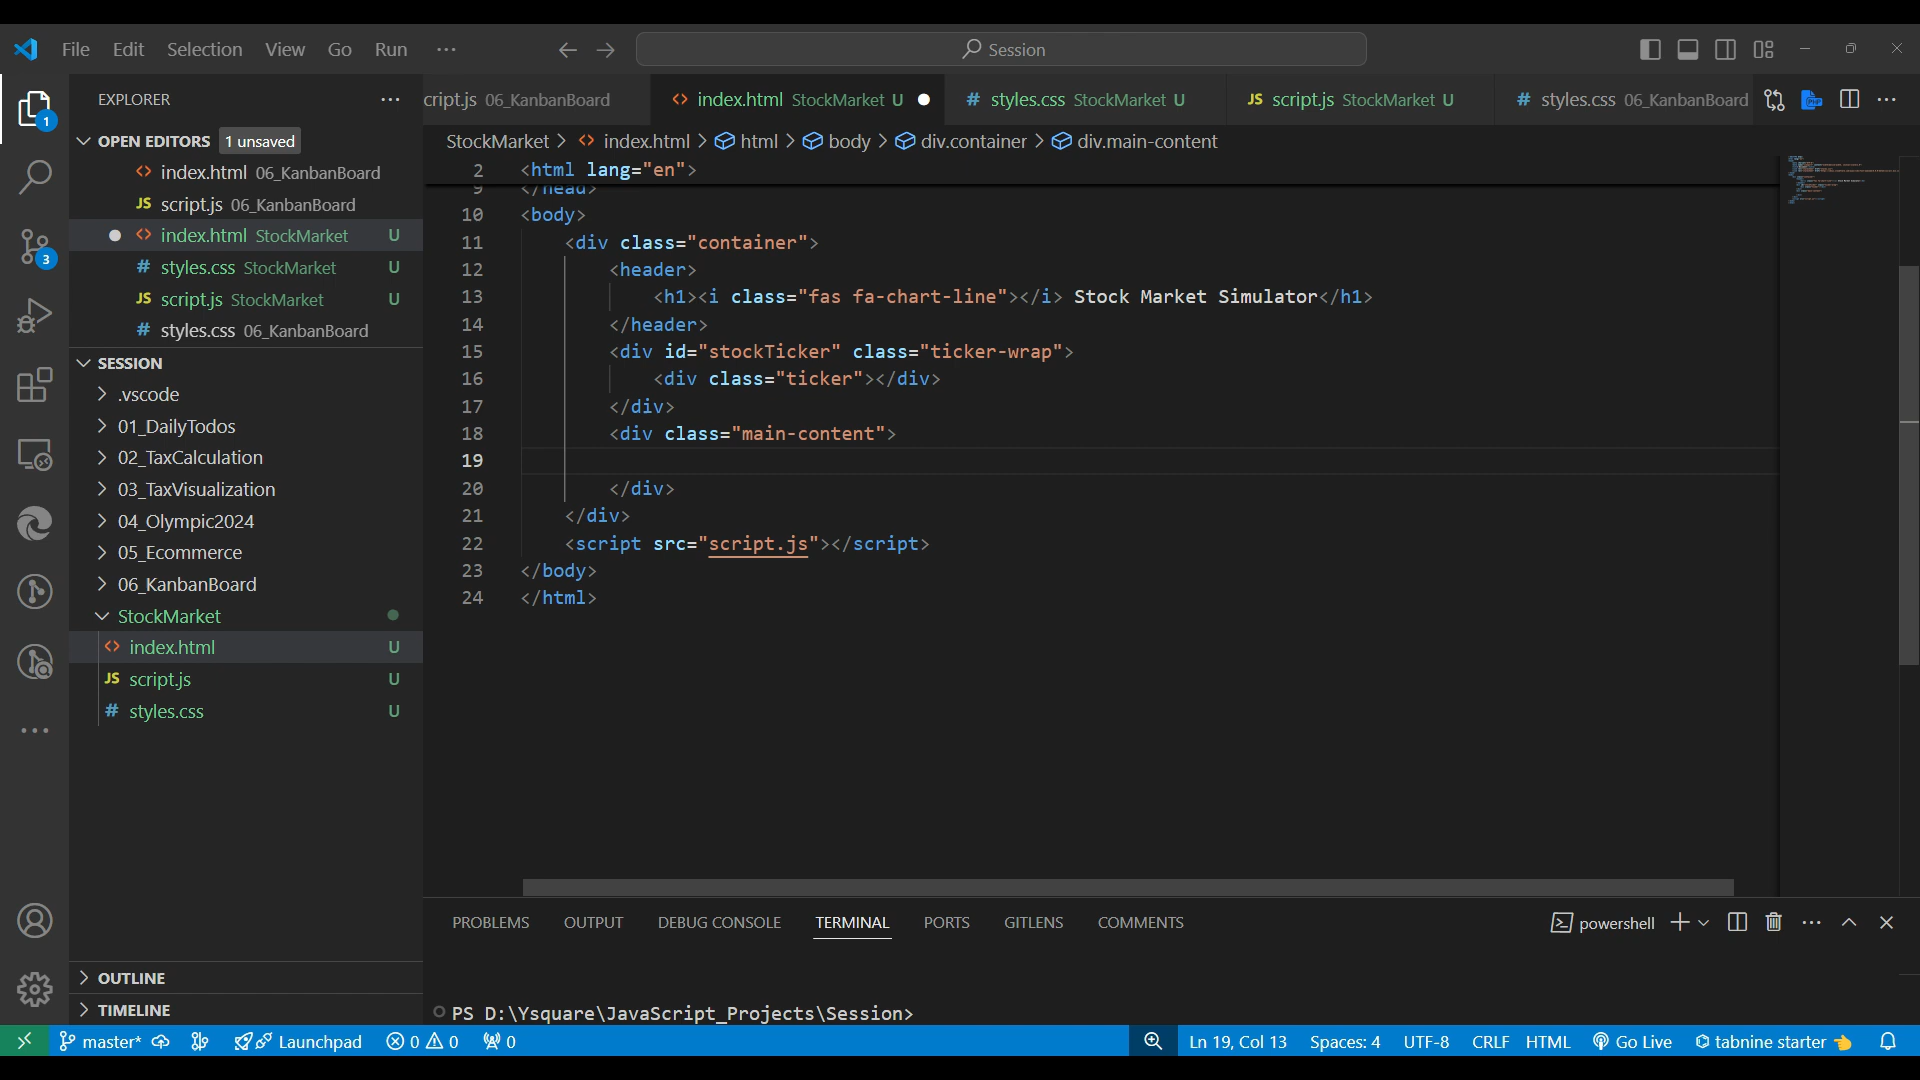 File Edit Selection View Go Run
Session
EXPLORER
OPEN EDITORS 1 unsaved
index.html 06_KanbanBoard
script.js 06_KanbanBoard
index.html StockMarket U
styles.css StockMarket U
script.js StockMarket U
styles.css 06_KanbanBoard
SESSION
.vscode
01_DailyTodos
02_TaxCalculation
03_TaxVisualization
04_Olympic2024
05_Ecommerce
06_KanbanBoard
StockMarket
index.html U
JS script.js U
# styles.css U
OUTLINE
TIMELINE
cript.js 06_KanbanBoard
index.html StockMarket U
# styles.css StockMarket U
JS script.js StockMarket U
# styles.css 06_KanbanBoard
StockMarket > index.html > html > body > div.container > div.main-content
2 <html lang="en">
9 </head>
10 <body>
11 <div class="container">
12 <header>
13 <h1><i class="fas fa-chart-line"></i> Stock Market Simulator</h1>
14 </header>
15 <div id="stockTicker" class="ticker-wrap">
16 <div class="ticker"></div>
17 </div>
18 <div class="main-content">
19
20 </div>
21 </div>
22 <script src="script.js"></script>
23 </body>
24 </html>
PROBLEMS OUTPUT DEBUG CONSOLE TERMINAL PORTS GITLENS COMMENTS
powershell
PS D:\Ysquare\JavaScript_Projects\Session>
master* Launchpad 0 0 0
Ln 19, Col 13 Spaces: 4 UTF-8 CRLF HTML Go Live tabnine starter